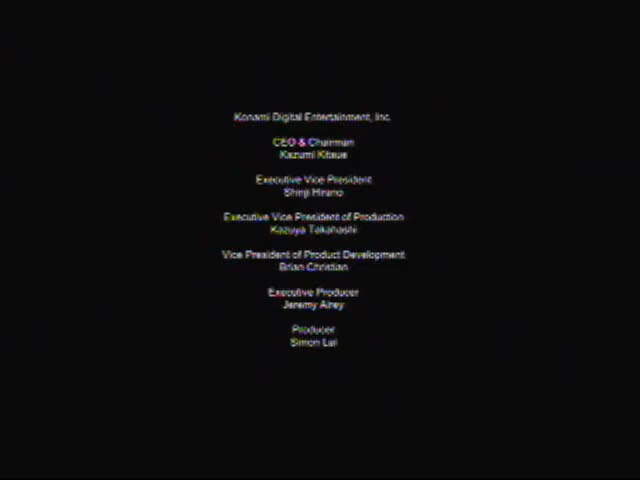 Konami Digital Entertainment, Inc.
CEO & Chairman
Kazumi Kitaue
Executive Vice President
Shinji Hirano
Executive Vice President of Production
Kazuya Takahashi
Vice President of Product Development
Brian Christian
Executive Producer
Jeremy Airey
Producer
Simon Lai